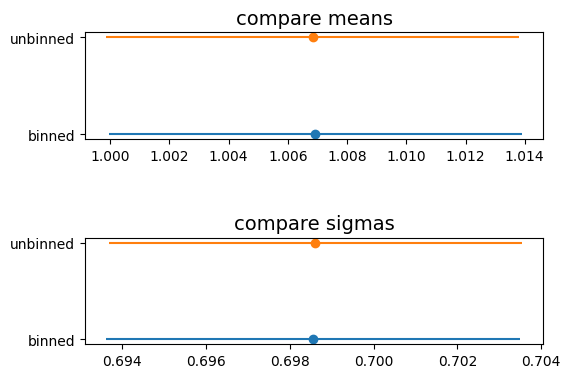 compare means
unbinned
binned
1.000 1.002 1.004 1.006 1.008 1.010 1.012 1.014
compare sigmas
unbinned
binned
0.694 0.696 0.698 0.700 0.702 0.704